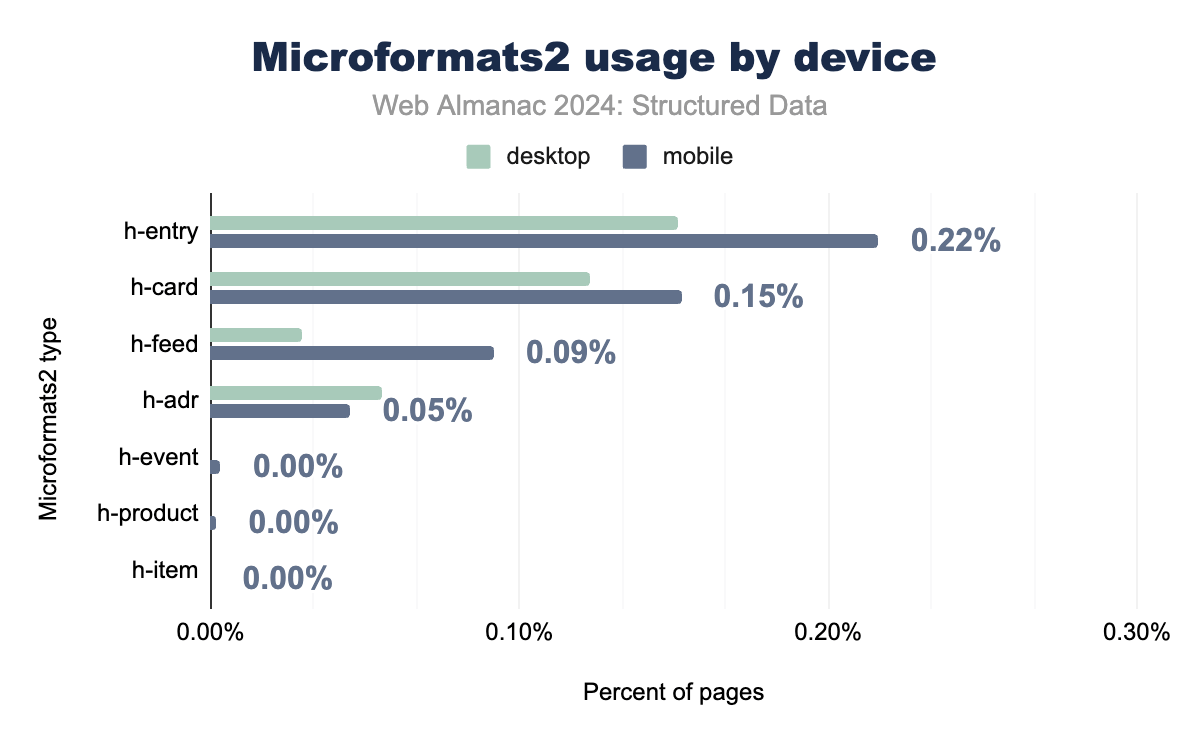 Microformats2 usage by device
Web Almanac 2024: Structured Data
desktop mobile
Microformats2 type
h-entry 0.22%
h-card 0.15%
h-feed 0.09%
h-adr 0.05%
h-event 0.00%
h-product 0.00%
h-item 0.00%
0.00% 0.10% 0.20% 0.30%
Percent of pages